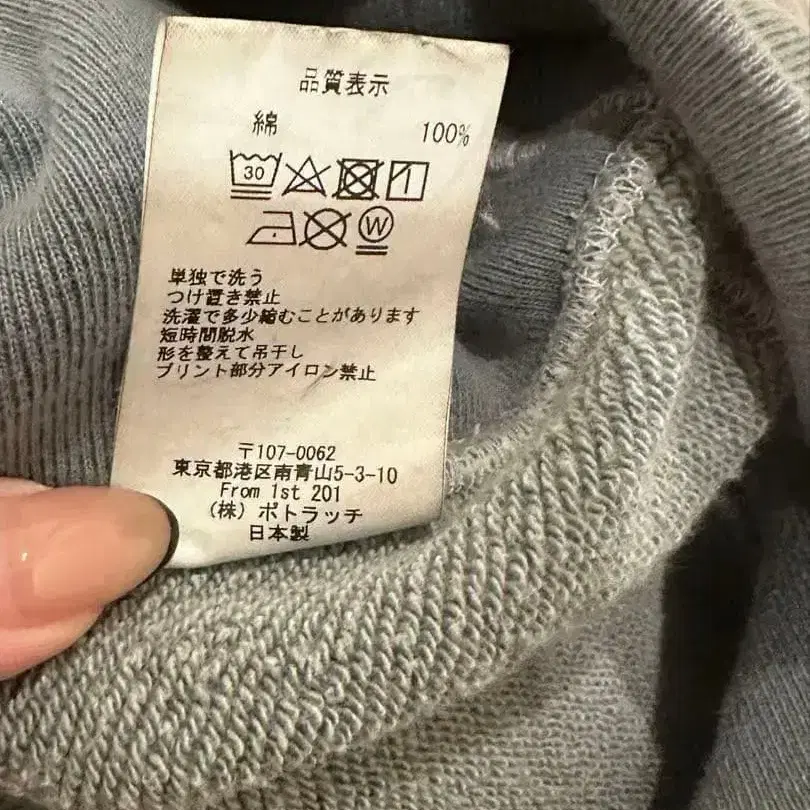 品質表示
綿 100%
30
W
単独で洗う
つけ置き禁止
洗濯で多少縮むことがあります
短時間脱水
形を整えて吊干し
プリント部分アイロン禁止
〒107-0062
東京都港区南青山5-3-10
From 1st 201
(株) ポトラッチ
日本製